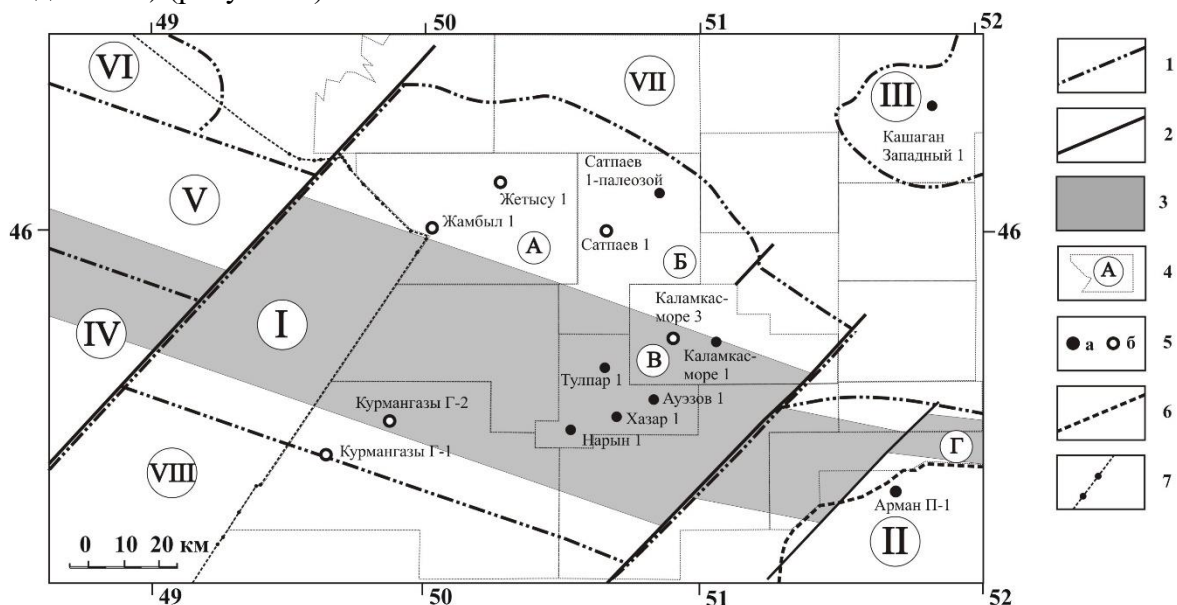 49
50
51
52
VI
VII
III
1
Кашаган
Западный 1
2
Сатпаев
1-палеозой
V
Жетысу 1
3
46
Жамбыл 1
А
Сатпаев 1
46
Б
4
А
IV
I
Каламкас-
море 3
5
а
б
В
Каламкас-
море 1
Тулпар 1
Курмангазы Г-2
Ауэзов 1
6
Хазар 1
Нарын 1
Г
Курмангазы Г-1
VIII
7
Арман П-1
II
0 10 20 км
49
50
51
52